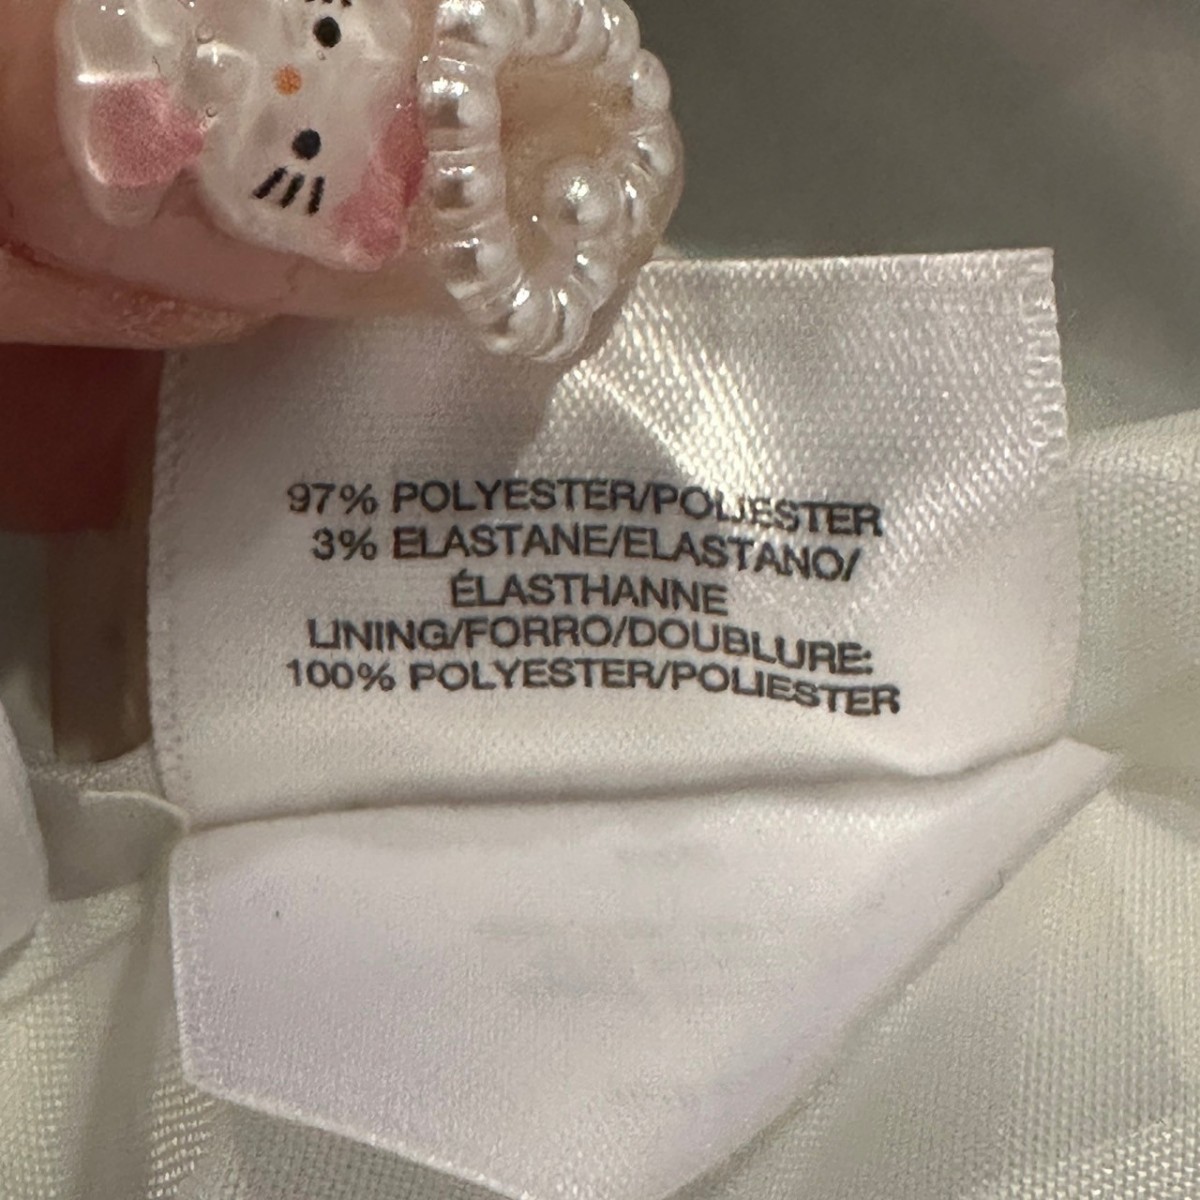 97% POLYESTER/POLIESTER
3% ELASTANE/ELASTANO/
ÉLASTHANNE
LINING/FORRO/DOUBLURE:
100% POLYESTER/POLIESTER